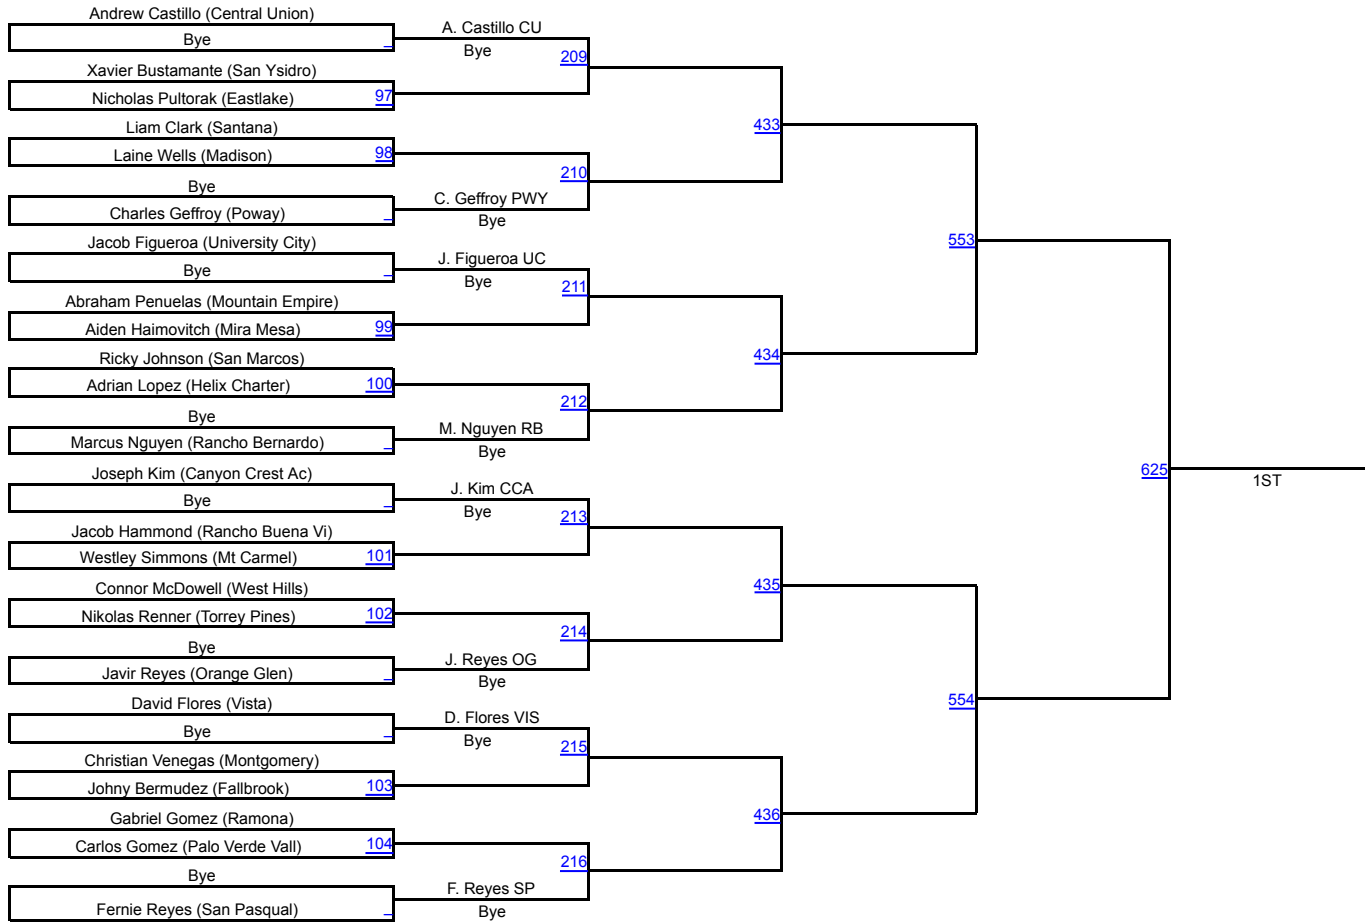 Andrew Castillo (Central Union)
Bye
_
A. Castillo CU
Bye
209
Xavier Bustamante (San Ysidro)
Nicholas Pultorak (Eastlake)
97
433
Liam Clark (Santana)
Laine Wells (Madison)
98
210
Bye
Charles Geffroy (Poway)
_
C. Geffroy PWY
Bye
553
Jacob Figueroa (University City)
Bye
_
J. Figueroa UC
Bye
211
Abraham Penuelas (Mountain Empire)
Aiden Haimovitch (Mira Mesa)
99
434
Ricky Johnson (San Marcos)
Adrian Lopez (Helix Charter)
100
212
Bye
Marcus Nguyen (Rancho Bernardo)
_
M. Nguyen RB
Bye
625
1ST
Joseph Kim (Canyon Crest Ac)
Bye
_
J. Kim CCA
Bye
213
Jacob Hammond (Rancho Buena Vi)
Westley Simmons (Mt Carmel)
101
435
Connor McDowell (West Hills)
Nikolas Renner (Torrey Pines)
102
214
Bye
Javir Reyes (Orange Glen)
_
J. Reyes OG
Bye
554
David Flores (Vista)
Bye
_
D. Flores VIS
Bye
215
Christian Venegas (Montgomery)
Johny Bermudez (Fallbrook)
103
436
Gabriel Gomez (Ramona)
Carlos Gomez (Palo Verde Vall)
104
216
Bye
Fernie Reyes (San Pasqual)
_
F. Reyes SP
Bye